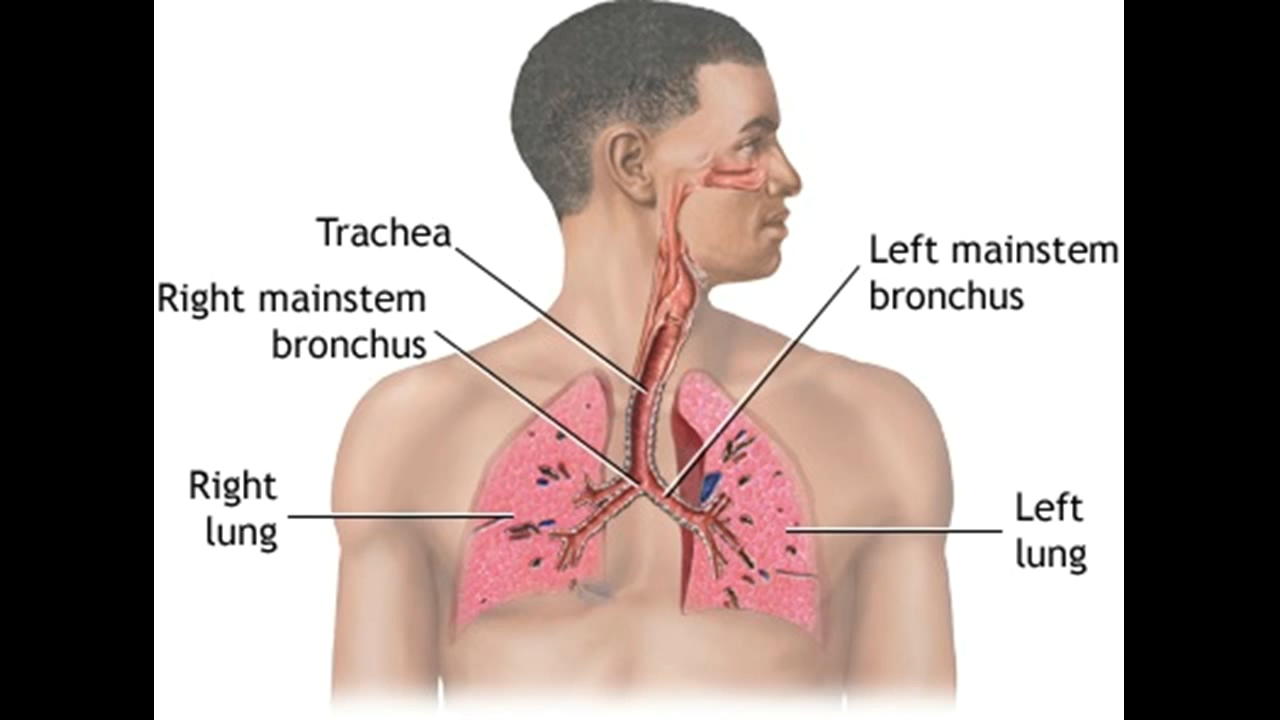 Trachea
Right mainstem
bronchus
Left mainstem
bronchus
Right
lung
Left
lung